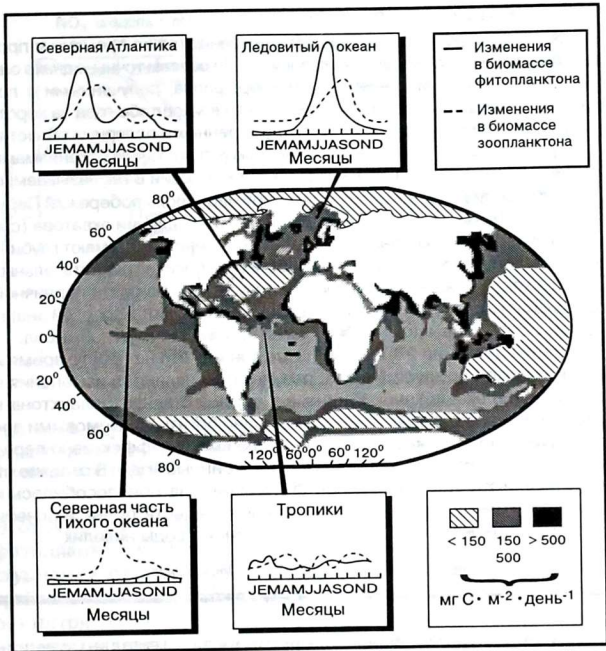 Северная Атлантика
JEMAMJJASOND
Месяцы
Ледовитый океан
JEMAMJJASOND
Месяцы
Изменения
в биомассе
фитопланктона
Изменения
в биомассе
зоопланктона
80°
60°
40°
20°
0°
20°
40°
60°
80°
80°
60°
120° 60°0° 60° 120°
Северная часть
Тихого океана
JEMAMJJASOND
Месяцы
Тропики
JEMAMJJASOND
Месяцы
< 150 150 > 500
500
мг С • м-2 • день-1